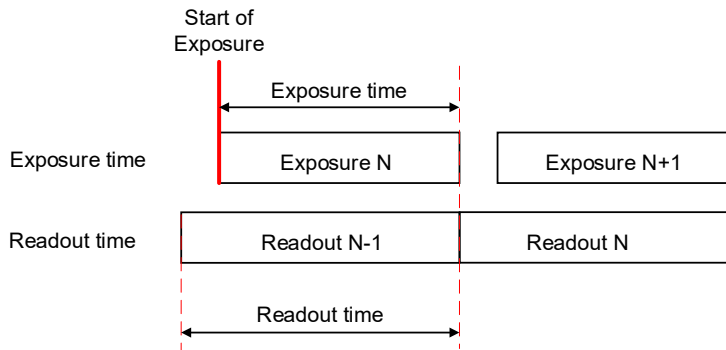 Start of
Exposure
Exposure time
Exposure time
Exposure N
Exposure N+1
Readout time
Readout N-1
Readout N
Readout time